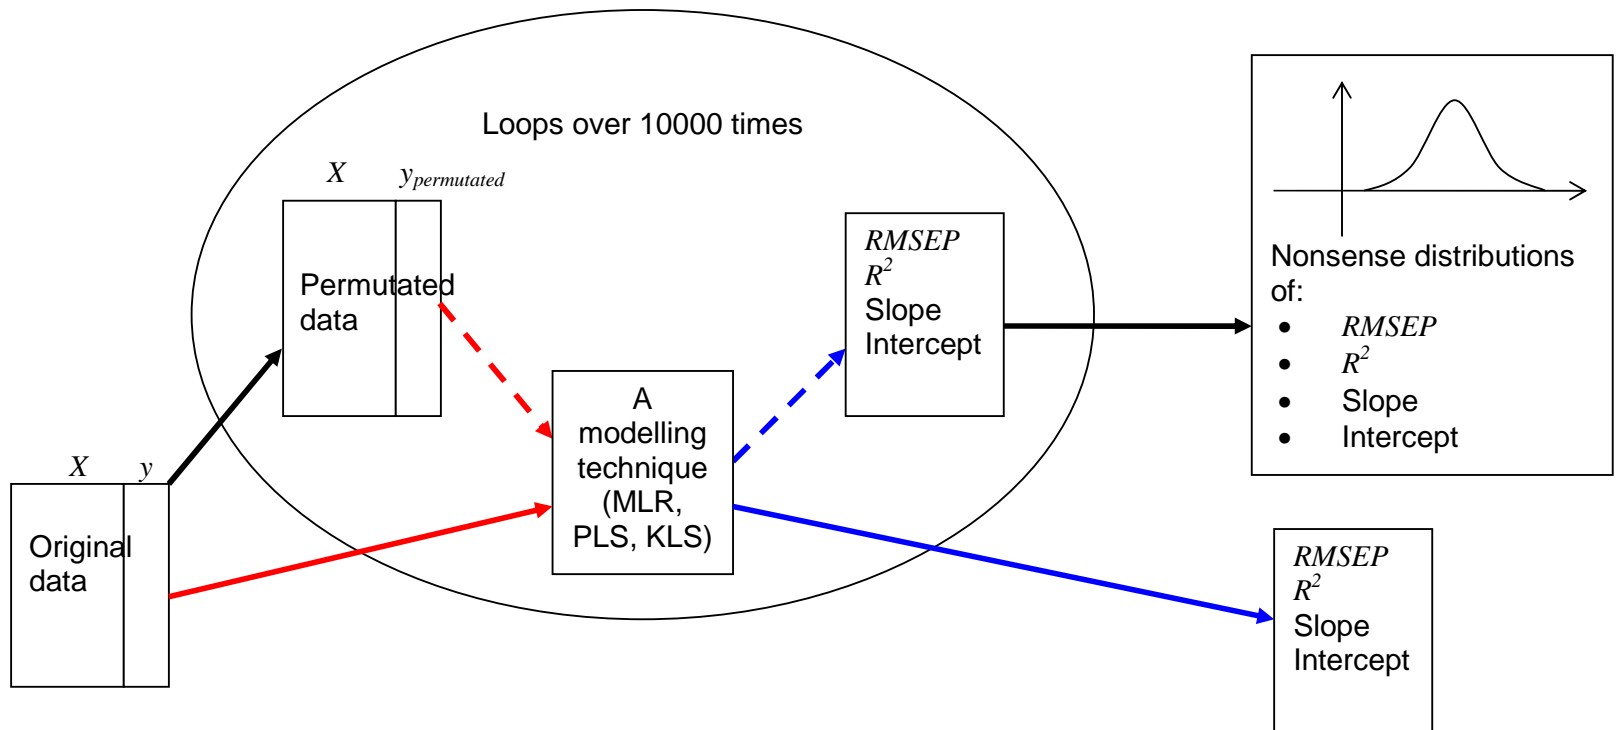 Loops over 10000 times
X y_permutated
Permutated
data
X y
Original
data
A
modelling
technique
(MLR,
PLS, KLS)
RMSEP
R²
Slope
Intercept
Nonsense distributions
of:
• RMSEP
• R²
• Slope
• Intercept
RMSEP
R²
Slope
Intercept